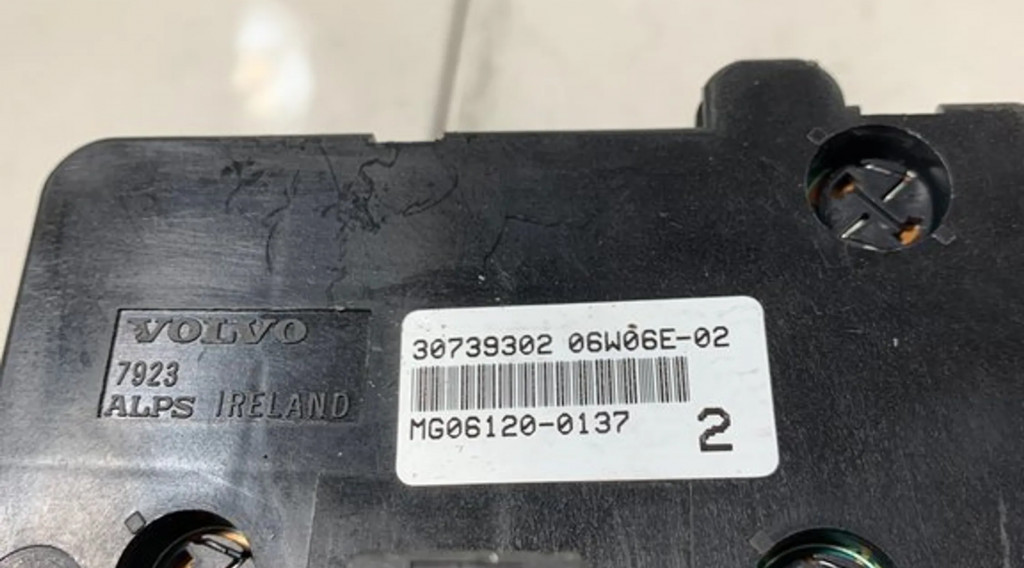 VOLVO
7923
ALPS IRELAND
30739302 06W06E-02
MG06120-0137
2